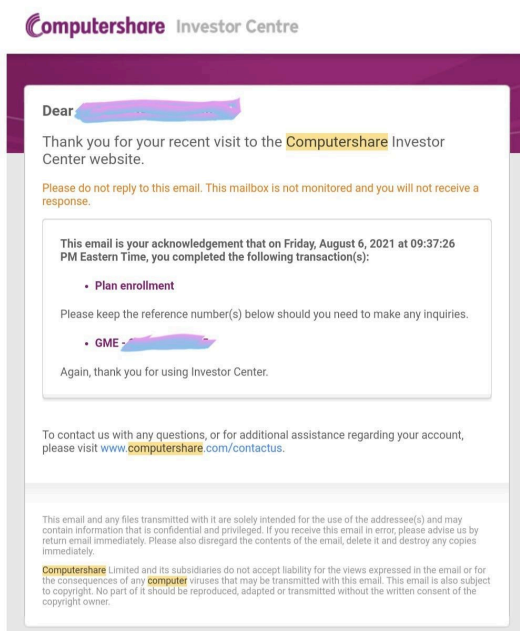 Computershare Investor Centre
Dear
Thank you for your recent visit to the Computershare Investor
Center website.
Please do not reply to this email. This mailbox is not monitored and you will not receive a
response.
This email is your acknowledgement that on Friday, August 6, 2021 at 09:37:26
PM Eastern Time, you completed the following transaction(s):
• Plan enrollment
Please keep the reference number(s) below should you need to make any inquiries.
• GME -
Again, thank you for using Investor Center.
To contact us with any questions, or for additional assistance regarding your account,
please visit www.computershare.com/contactus.
This email and any files transmitted with it are solely intended for the use of the addressee(s) and may
contain information that is confidential and privileged. If you receive this email in error, please advise us by
return email immediately. Please also disregard the contents of the email, delete it and destroy any copies
immediately.
Computershare Limited and its subsidiaries do not accept liability for the views expressed in the email or for
the consequences of any computer viruses that may be transmitted with this email. This email is also subject
to copyright. No part of it should be reproduced, adapted or transmitted without the written consent of the
copyright owner.